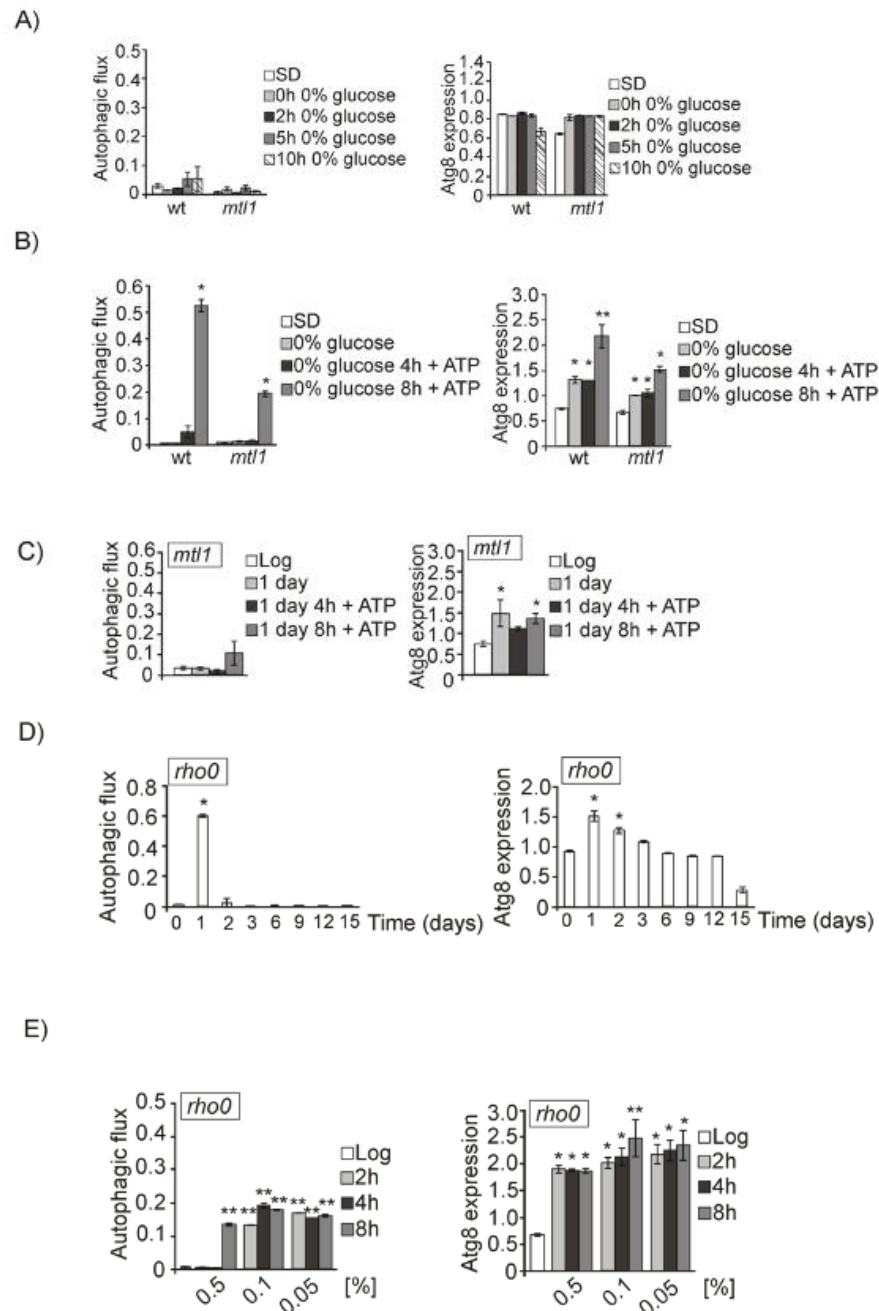 A)
Autophagic flux
0.5
0.4
0.3
0.2
0.1
0
SD
0h 0% glucose
2h 0% glucose
5h 0% glucose
10h 0% glucose
wt mtl1
Atg8 expression
1.4
1.2
1.0
0.8
0.6
0.4
0.2
0
SD
0h 0% glucose
2h 0% glucose
5h 0% glucose
10h 0% glucose
wt mtl1
B)
Autophagic flux
0.6
0.5
0.4
0.3
0.2
0.1
0
* *
SD
0% glucose
0% glucose 4h + ATP
0% glucose 8h + ATP
wt mtl1
Atg8 expression
3.0
2.5
2.0
1.5
1.0
0.5
0
* * ** * * *
SD
0% glucose
0% glucose 4h + ATP
0% glucose 8h + ATP
wt mtl1
C)
Autophagic flux
0.6
0.5
0.4
0.3
0.2
0.1
0
mtl1
Log
1 day
1 day 4h + ATP
1 day 8h + ATP
Atg8 expression
3.0
2.5
2.0
1.5
1.0
0.5
0
mtl1
* *
Log
1 day
1 day 4h + ATP
1 day 8h + ATP
D)
Autophagic flux
0.8
0.6
0.4
0.2
0
rho0
*
0 1 2 3 6 9 12 15 Time (days)
Atg8 expression
2.0
1.5
1.0
0.5
0
rho0
* *
0 1 2 3 6 9 12 15 Time (days)
E)
Autophagic flux
0.5
0.4
0.3
0.2
0.1
0
rho0
** ** ** ** ** ** **
Log
2h
4h
8h
0.5 0.1 0.05 [%]
Atg8 expression
3.0
2.5
2.0
1.5
1.0
0.5
0
rho0
* * * * * ** * * *
Log
2h
4h
8h
0.5 0.1 0.05 [%]